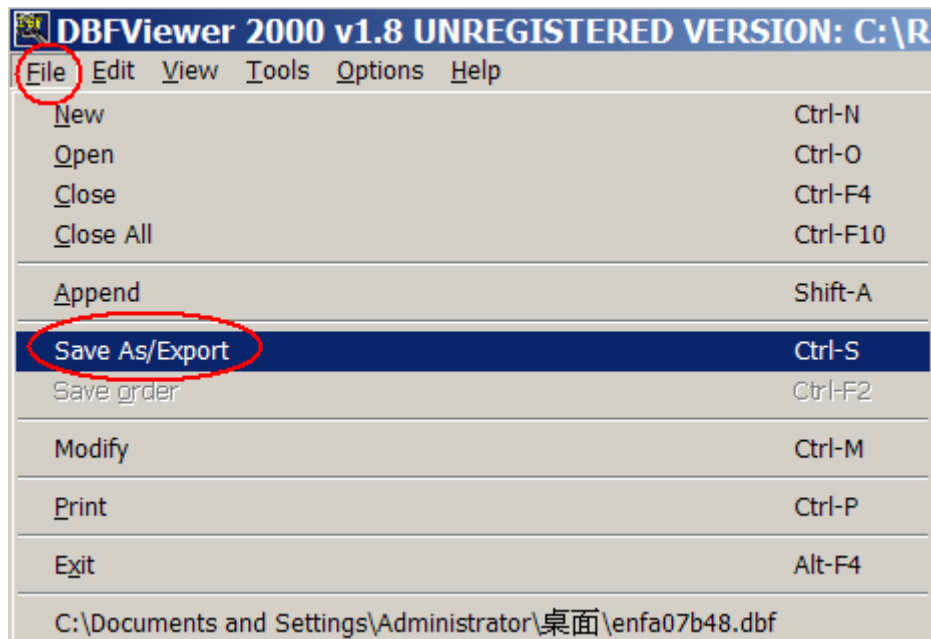 DBFViewer 2000 v1.8 UNREGISTERED VERSION: C:\R
File Edit View Tools Options Help
New Ctrl-N
Open Ctrl-O
Close Ctrl-F4
Close All Ctrl-F10
Append Shift-A
Save As/Export Ctrl-S
Save order Ctrl-F2
Modify Ctrl-M
Print Ctrl-P
Exit Alt-F4
C:\Documents and Settings\Administrator\桌面\enfa07b48.dbf